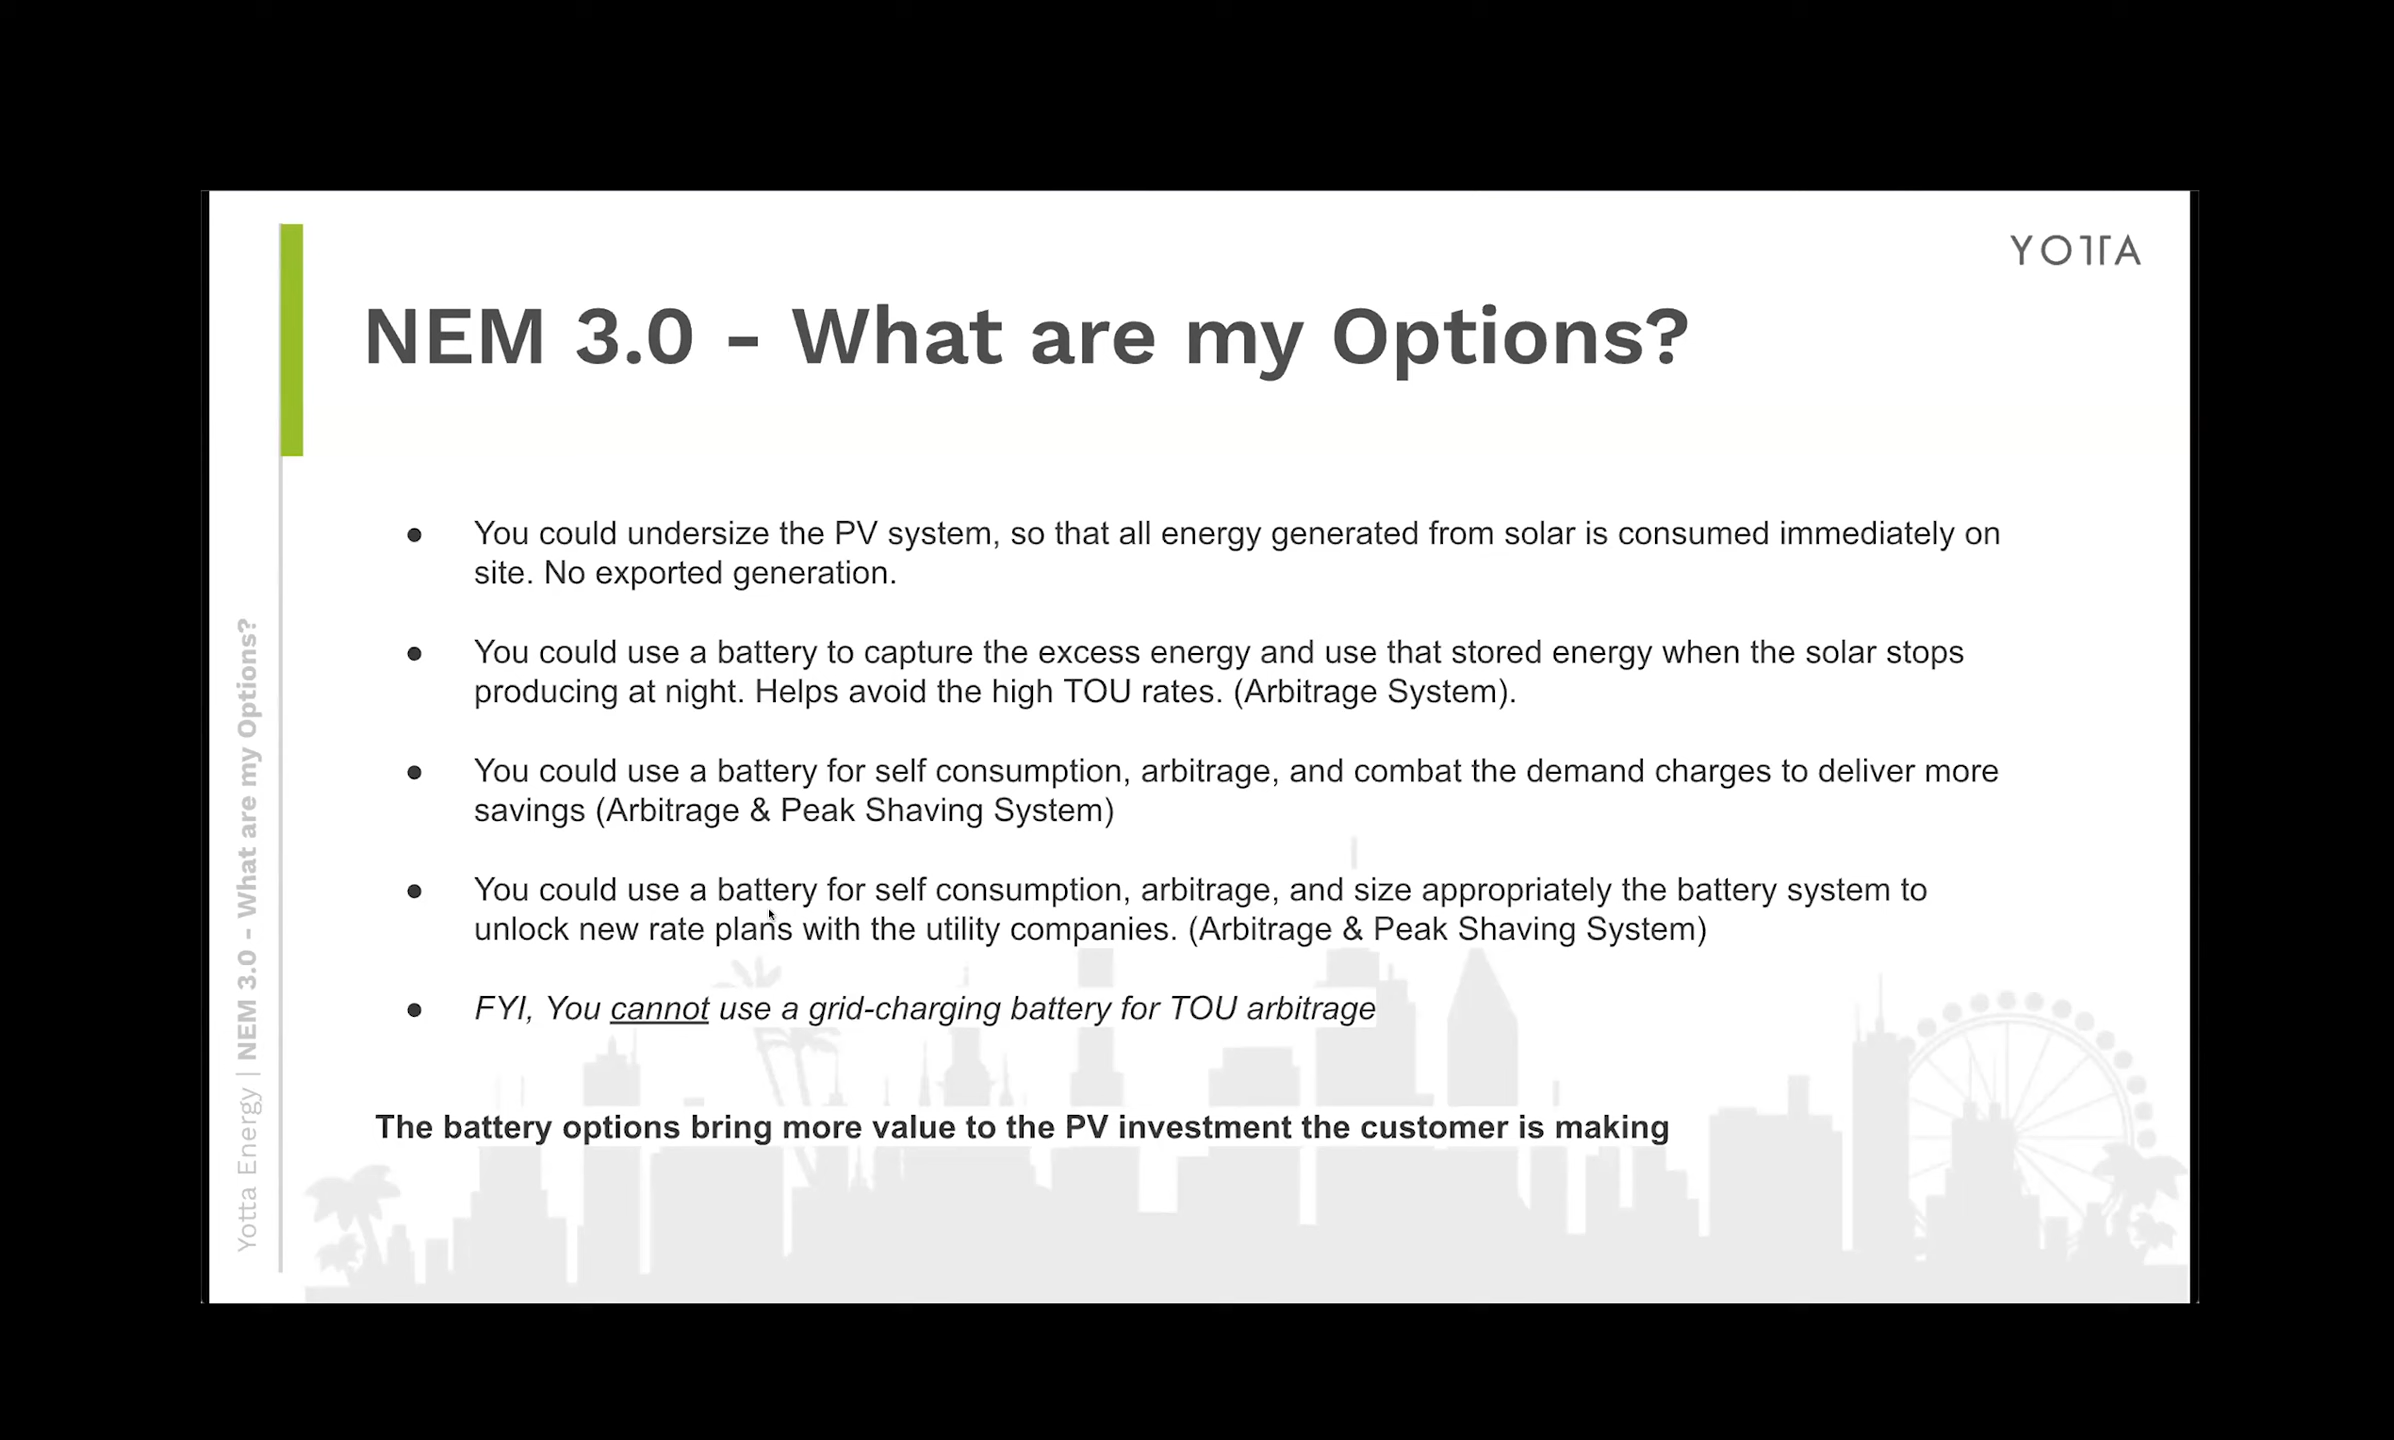 YOTTA
NEM 3.0 - What are my Options?
● You could undersize the PV system, so that all energy generated from solar is consumed immediately on
site. No exported generation.
● You could use a battery to capture the excess energy and use that stored energy when the solar stops
producing at night. Helps avoid the high TOU rates. (Arbitrage System).
● You could use a battery for self consumption, arbitrage, and combat the demand charges to deliver more
savings (Arbitrage & Peak Shaving System)
● You could use a battery for self consumption, arbitrage, and size appropriately the battery system to
unlock new rate plans with the utility companies. (Arbitrage & Peak Shaving System)
● FYI, You cannot use a grid-charging battery for TOU arbitrage
The battery options bring more value to the PV investment the customer is making
Yotta Energy | NEM 3.0 - What are my Options?